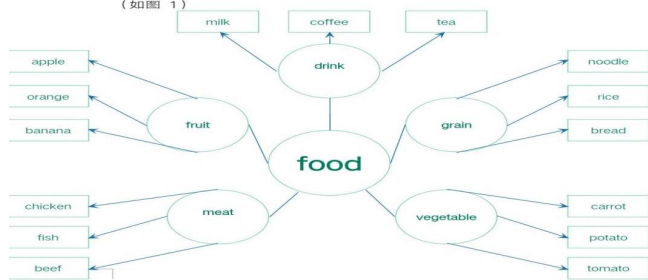 （如图 1）
milk
coffee
tea
drink
apple
orange
banana
fruit
noodle
rice
bread
grain
food
chicken
fish
beef
meat
carrot
potato
tomato
vegetable